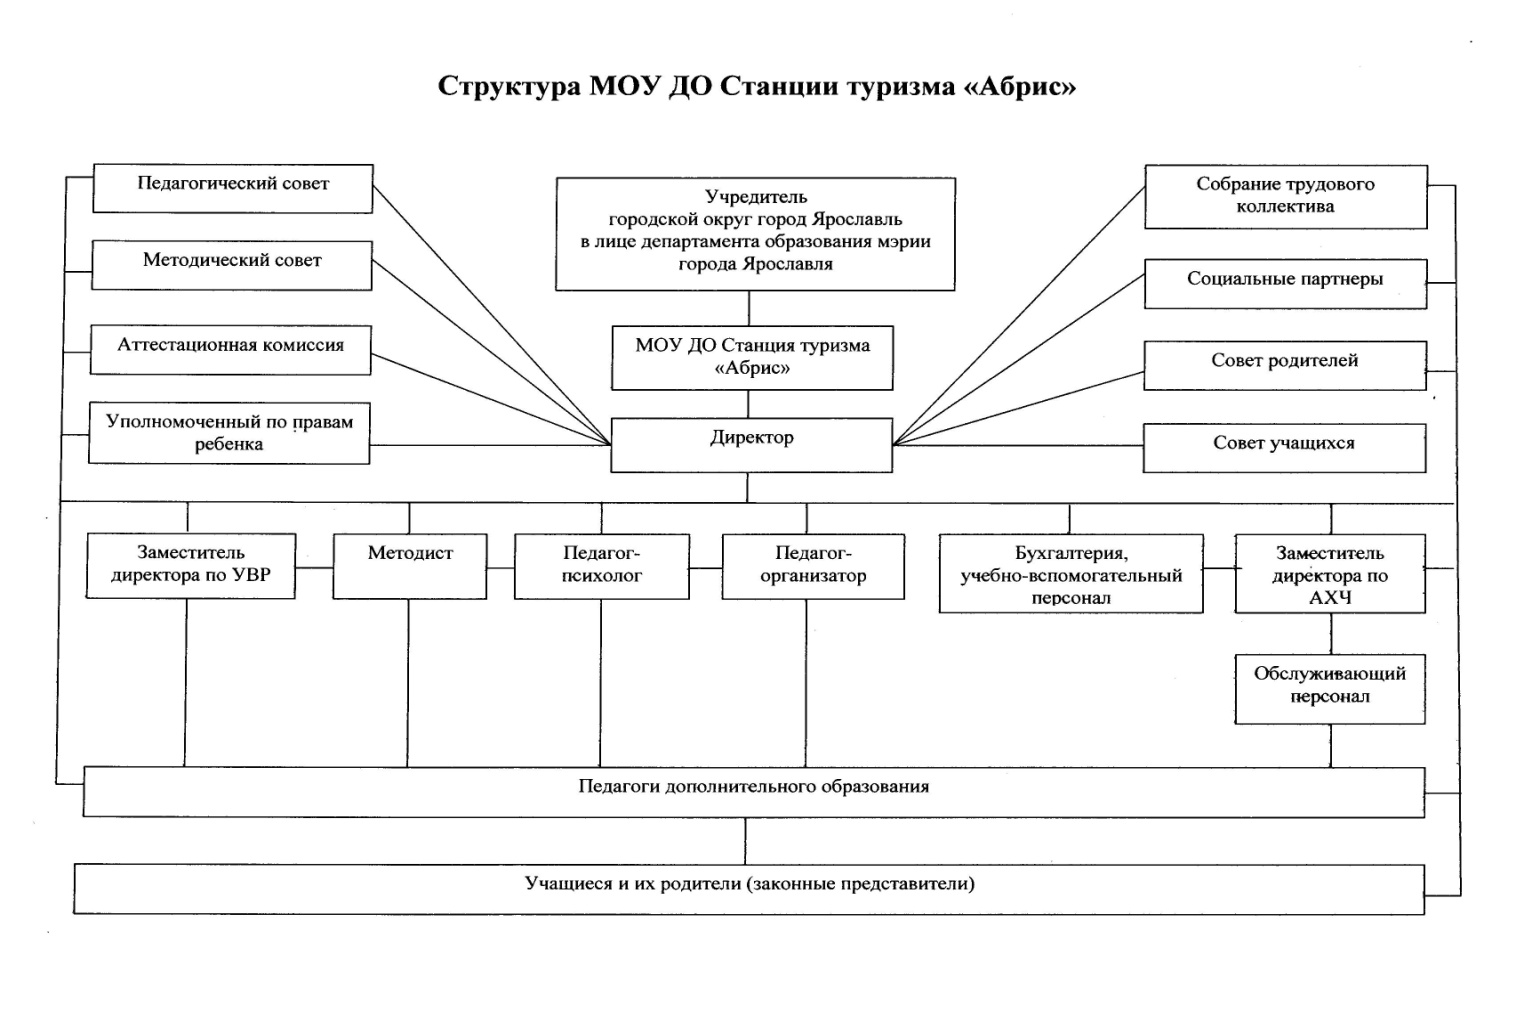 Структура МОУ ДО Станции туризма «Абрис»
Педагогический совет
Методический совет
Аттестационная комиссия
Уполномоченный по правам
ребенка
Учредитель
городской округ город Ярославль
в лице департамента образования мэрии
города Ярославля
МОУ ДО Станция туризма
«Абрис»
Директор
Собрание трудового
коллектива
Социальные партнеры
Совет родителей
Совет учащихся
Заместитель
директора по УВР
Методист
Педагог-
психолог
Педагог-
организатор
Бухгалтерия,
учебно-вспомогательный
персонал
Заместитель
директора по
АХЧ
Обслуживающий
персонал
Педагоги дополнительного образования
Учащиеся и их родители (законные представители)